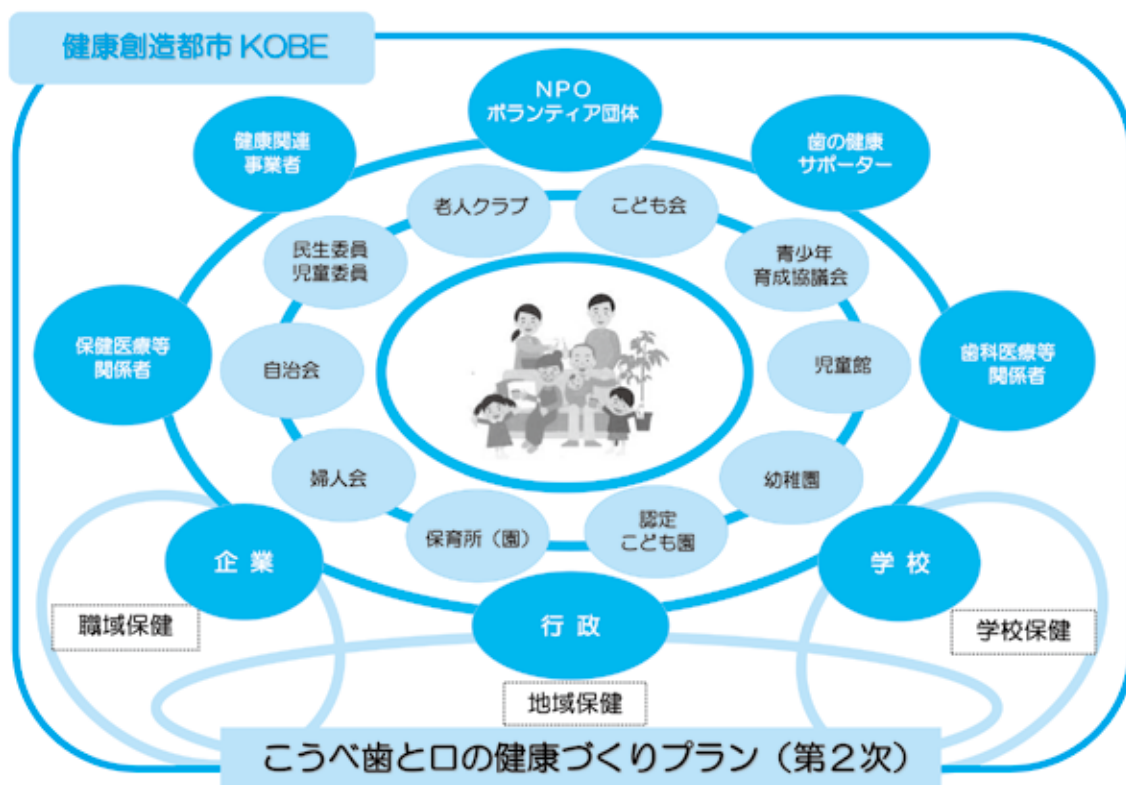 健康創造都市 KOBE
NPO
ボランティア団体
健康関連
事業者
歯の健康
サポーター
老人クラブ
こども会
民生委員
児童委員
青少年
育成協議会
保健医療等
関係者
自治会
児童館
歯科医療等
関係者
婦人会
幼稚園
保育所（園）
認定
こども園
企 業
学 校
行 政
職域保健
学校保健
地域保健
こうべ歯と口の健康づくりプラン（第２次）